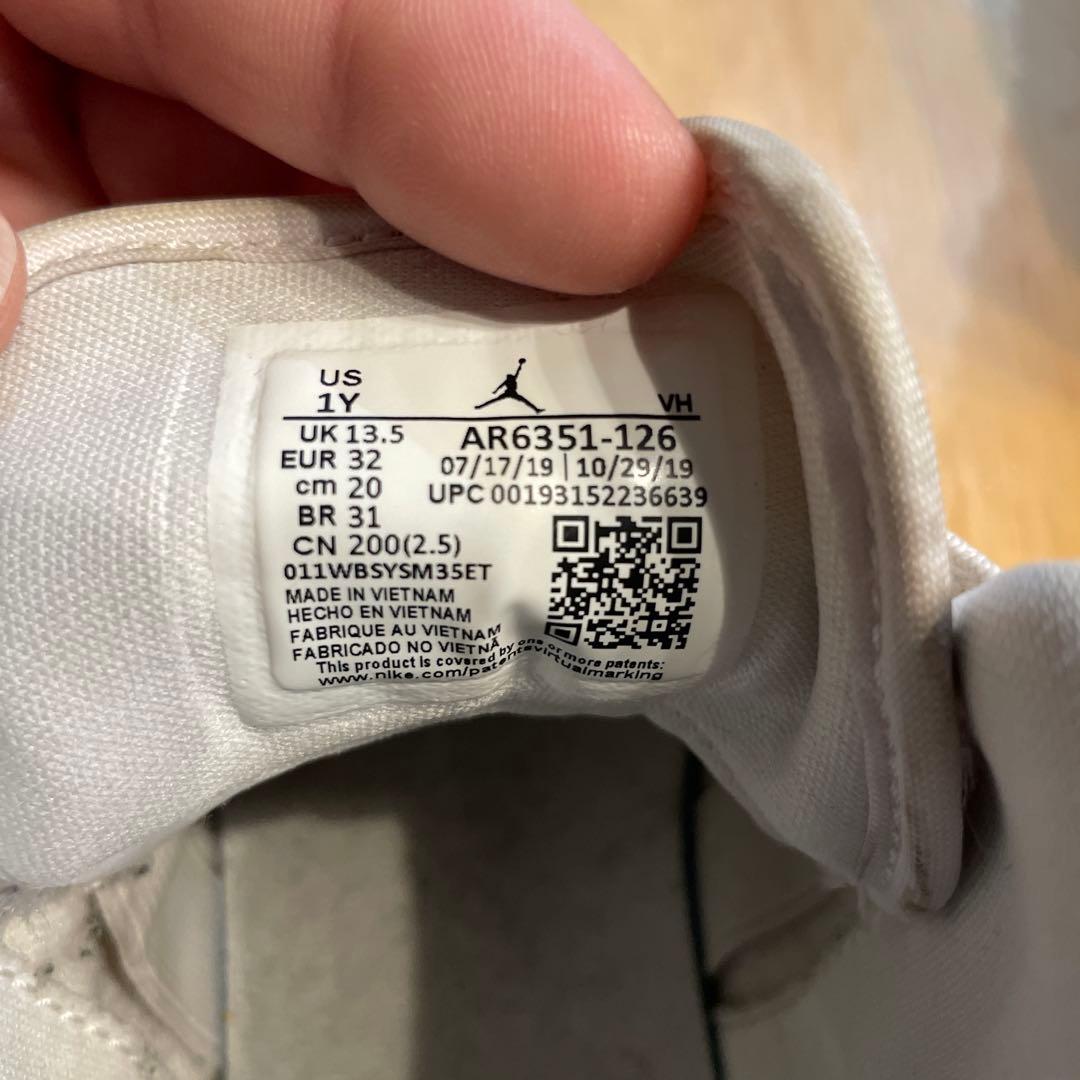 US
1Y VH
UK 13.5 AR6351-126
EUR 32 07/17/19 | 10/29/19
cm 20 UPC 00193152236639
BR 31
CN 200(2.5)
011WBSYSM35ET
MADE IN VIETNAM
HECHO EN VIETNAM
FABRIQUE AU VIETNAM
FABRICADO NO VIETNÃ
This product is covered by one or more patents:
www.nike.com/patentsvirtualmarking